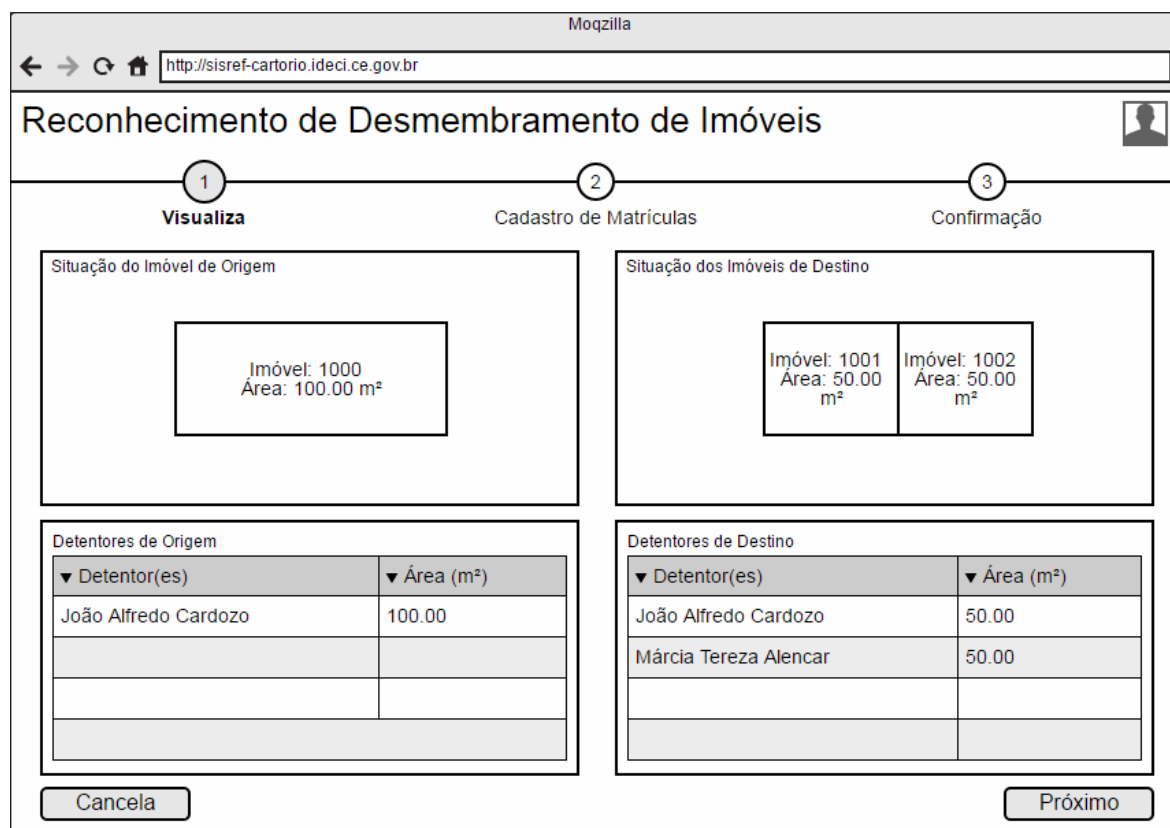 Moqzilla
http://sisref-cartorio.ideci.ce.gov.br
Reconhecimento de Desmembramento de Imóveis
1
2
3
Visualiza
Cadastro de Matrículas
Confirmação
Situação do Imóvel de Origem
Imóvel: 1000
Área: 100.00 m²
Situação dos Imóveis de Destino
Imóvel: 1001
Área: 50.00
m²
Imóvel: 1002
Área: 50.00
m²
Detentores de Origem
▼ Detentor(es) ▼ Área (m²)
João Alfredo Cardozo 100.00
Detentores de Destino
▼ Detentor(es) ▼ Área (m²)
João Alfredo Cardozo 50.00
Márcia Tereza Alencar 50.00
Cancela
Próximo